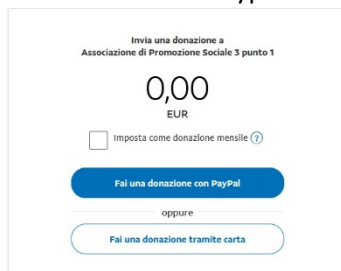 Invia una donazione a
Associazione di Promozione Sociale 3 punto 1
0,00
EUR
Imposta come donazione mensile ?
Fai una donazione con PayPal
oppure
Fai una donazione tramite carta